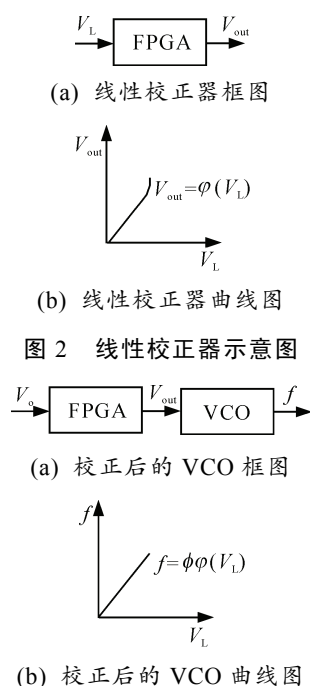 V_L FPGA V_out
(a) 线性校正器框图
V_out
V_out=φ(V_L)
V_L
(b) 线性校正器曲线图
图 2 线性校正器示意图
V_o FPGA V_out VCO f
(a) 校正后的 VCO 框图
f
f=ϕφ(V_L)
V_L
(b) 校正后的 VCO 曲线图